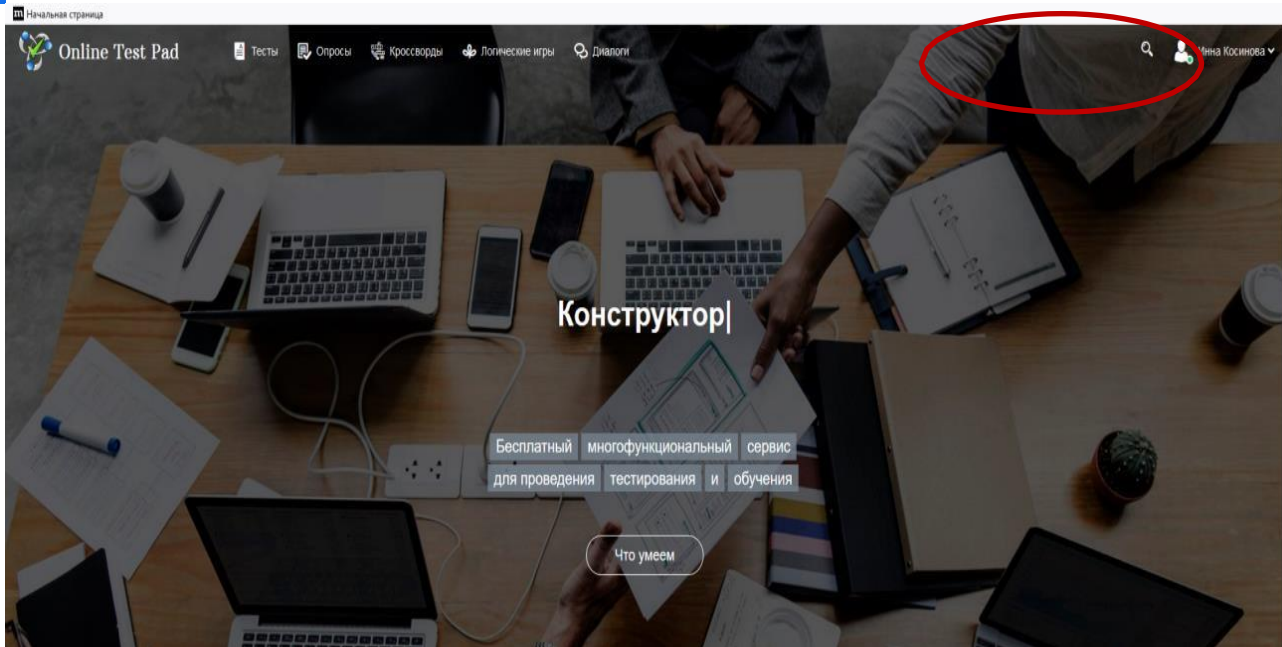 Начальная страница
Online Test Pad Тесты Опросы Кроссворды Логические игры Диалоги Инна Косинова
Конструктор
Бесплатный многофункциональный сервис
для проведения тестирования и обучения
Что умеем